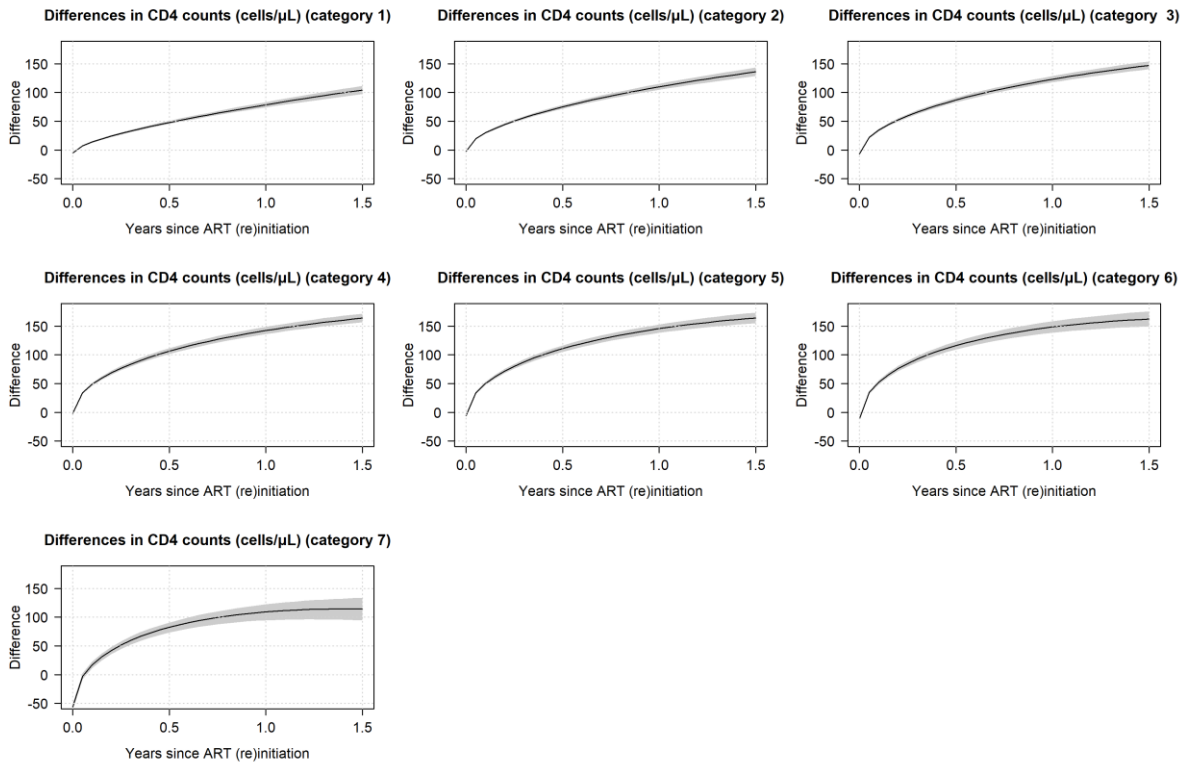 Differences in CD4 counts (cells/µL) (category 1)
Difference
150
100
50
0
-50
0.0 0.5 1.0 1.5
Years since ART (re)initiation
Differences in CD4 counts (cells/µL) (category 2)
Difference
150
100
50
0
-50
0.0 0.5 1.0 1.5
Years since ART (re)initiation
Differences in CD4 counts (cells/µL) (category 3)
Difference
150
100
50
0
-50
0.0 0.5 1.0 1.5
Years since ART (re)initiation
Differences in CD4 counts (cells/µL) (category 4)
Difference
150
100
50
0
-50
0.0 0.5 1.0 1.5
Years since ART (re)initiation
Differences in CD4 counts (cells/µL) (category 5)
Difference
150
100
50
0
-50
0.0 0.5 1.0 1.5
Years since ART (re)initiation
Differences in CD4 counts (cells/µL) (category 6)
Difference
150
100
50
0
-50
0.0 0.5 1.0 1.5
Years since ART (re)initiation
Differences in CD4 counts (cells/µL) (category 7)
Difference
150
100
50
0
-50
0.0 0.5 1.0 1.5
Years since ART (re)initiation